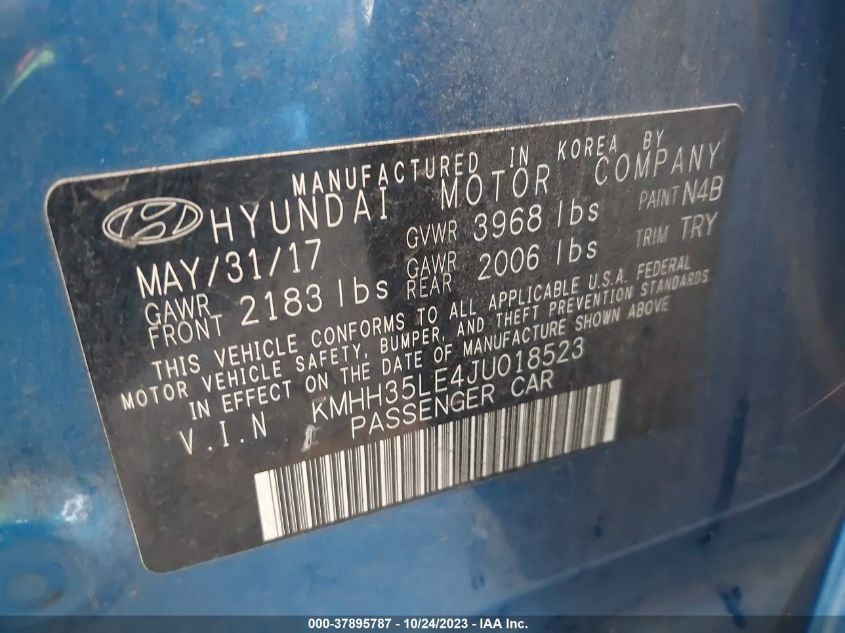 MANUFACTURED IN KOREA BY
HYUNDAI MOTOR COMPANY
MAY/31/17 GVWR 3968 lbs PAINT N4B
GAWR FRONT 2183 lbs GAWR REAR 2006 lbs TRIM TRY
THIS VEHICLE CONFORMS TO ALL APPLICABLE U.S.A. FEDERAL
MOTOR VEHICLE SAFETY, BUMPER, AND THEFT PREVENTION STANDARDS
IN EFFECT ON THE DATE OF MANUFACTURE SHOWN ABOVE
V.I.N KMHH35LE4JU018523
PASSENGER CAR
000-37895787 - 10/24/2023 - IAA Inc.